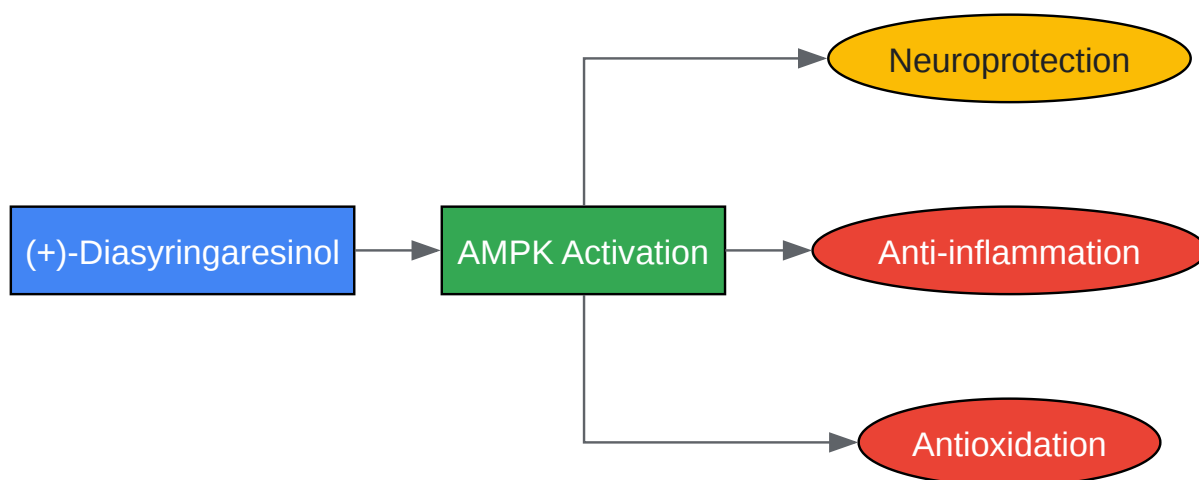 Neuroprotection
(+)-Diasyringaresinol
AMPK Activation
Anti-inflammation
Antioxidation